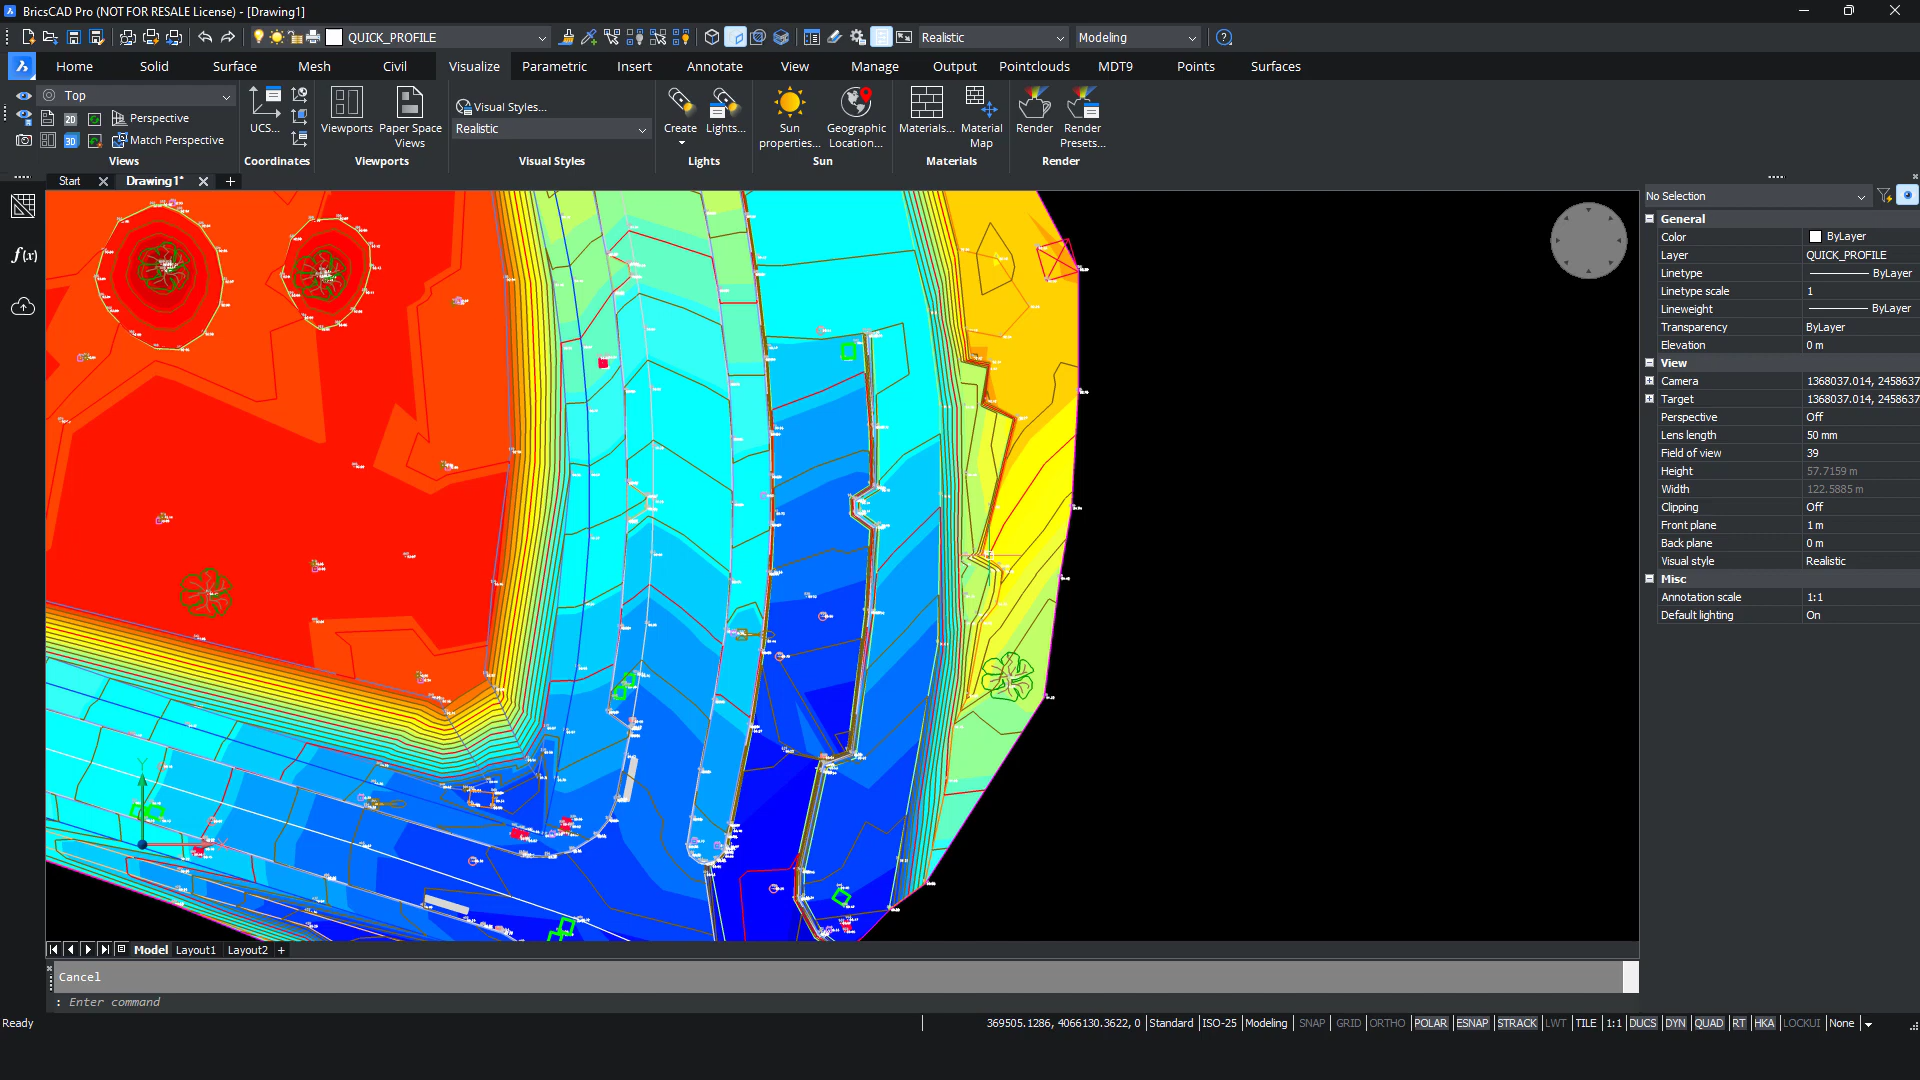 BricsCAD Pro (NOT FOR RESALE License) - [Drawing1]
QUICK_PROFILE
Realistic
Modeling
Home
Solid
Surface
Mesh
Civil
Visualize
Parametric
Insert
Annotate
View
Manage
Output
Pointclouds
MDT9
Points
Surfaces
Top
2D
Perspective
3D
Match Perspective
Views
UCS...
Coordinates
Viewports
Paper Space
Views
Viewports
Visual Styles...
Realistic
Visual Styles
Create
Lights...
Lights
Sun
properties...
Geographic
Location...
Sun
Materials...
Material
Map
Materials
Render
Render
Presets...
Render
Start
Drawing1*
f(x)
Y
X
No Selection
General
Color ByLayer
Layer QUICK_PROFILE
Linetype ByLayer
Linetype scale 1
Lineweight ByLayer
Transparency ByLayer
Elevation 0 m
View
Camera 1368037.014, 2458637
Target 1368037.014, 2458637
Perspective Off
Lens length 50 mm
Field of view 39
Height 57.7159 m
Width 122.5885 m
Clipping Off
Front plane 1 m
Back plane 0 m
Visual style Realistic
Misc
Annotation scale 1:1
Default lighting On
Model Layout1 Layout2 +
Cancel
: Enter command
Ready
369505.1286, 4066130.3622, 0 Standard ISO-25 Modeling SNAP GRID ORTHO POLAR ESNAP STRACK LWT TILE 1:1 DUCS DYN QUAD RT HKA LOCKUI None